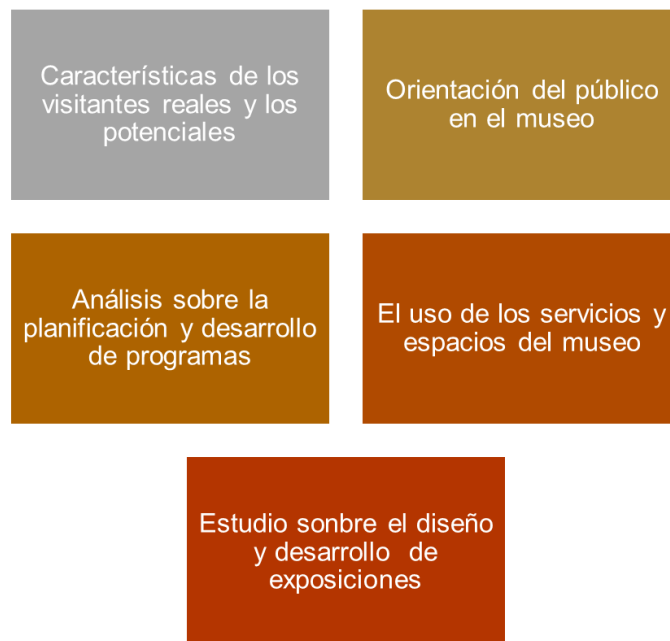 Características de los
visitantes reales y los
potenciales
Orientación del público
en el museo
Análisis sobre la
planificación y desarrollo
de programas
El uso de los servicios y
espacios del museo
Estudio sonbre el diseño
y desarrollo de
exposiciones